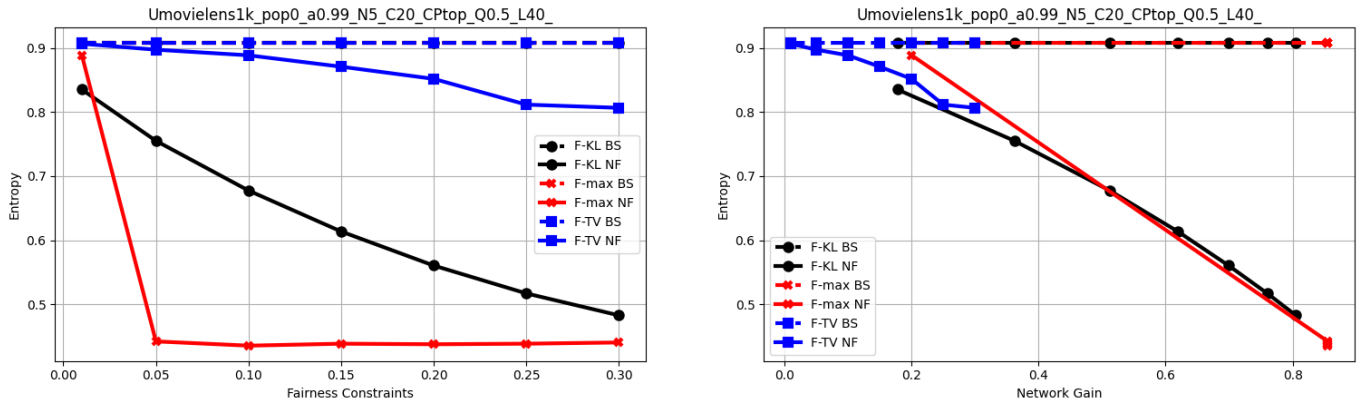 Umovielens1k_pop0_a0.99_N5_C20_CPtop_Q0.5_L40_
0.9
0.8
0.7
0.6
0.5
Entropy
F-KL BS
F-KL NF
F-max BS
F-max NF
F-TV BS
F-TV NF
0.00 0.05 0.10 0.15 0.20 0.25 0.30
Fairness Constraints
Umovielens1k_pop0_a0.99_N5_C20_CPtop_Q0.5_L40_
0.9
0.8
0.7
0.6
0.5
Entropy
F-KL BS
F-KL NF
F-max BS
F-max NF
F-TV BS
F-TV NF
0.0 0.2 0.4 0.6 0.8
Network Gain